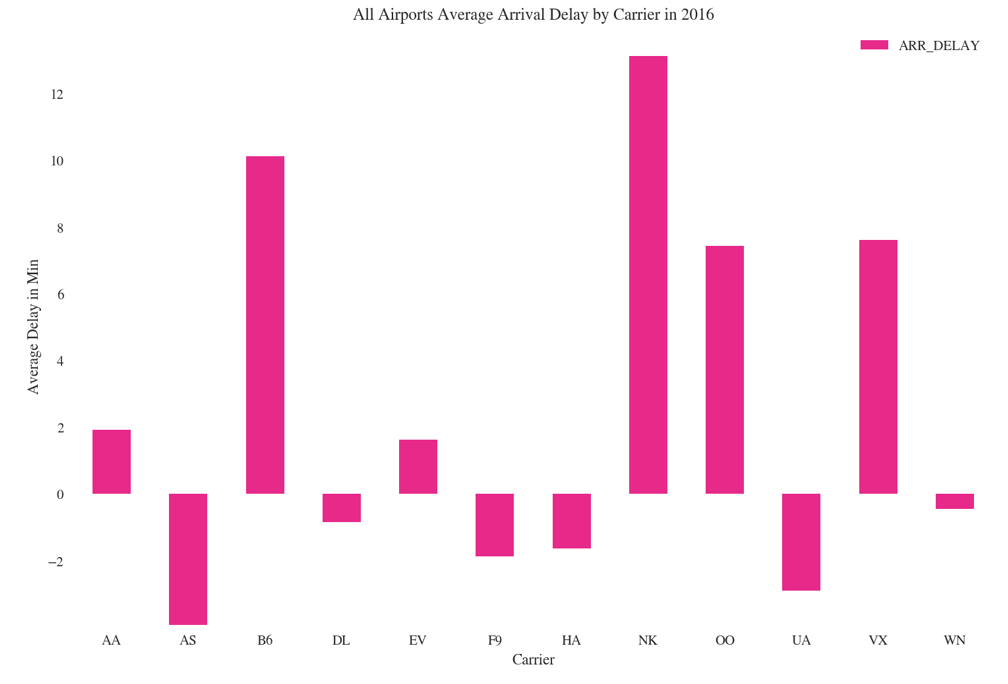 All Airports Average Arrival Delay by Carrier in 2016
ARR_DELAY
Average Delay in Min
12
10
8
6
4
2
0
−2
AA AS B6 DL EV F9 HA NK OO UA VX WN
Carrier